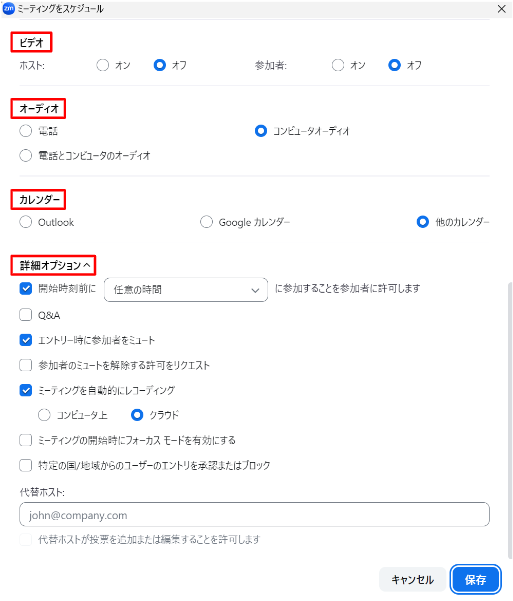 zm ミーティングをスケジュール
ビデオ
ホスト: オン オフ 参加者: オン オフ
オーディオ
電話 コンピュータオーディオ
電話とコンピュータのオーディオ
カレンダー
Outlook Google カレンダー 他のカレンダー
詳細オプション
開始時刻前に 任意の時間 に参加することを参加者に許可します
Q&A
エントリー時に参加者をミュート
参加者のミュートを解除する許可をリクエスト
ミーティングを自動的にレコーディング
コンピュータ上 クラウド
ミーティングの開始時にフォーカス モードを有効にする
特定の国/地域からのユーザーのエントリを承認またはブロック
代替ホスト:
john@company.com
代替ホストが投票を追加または編集することを許可します
キャンセル 保存